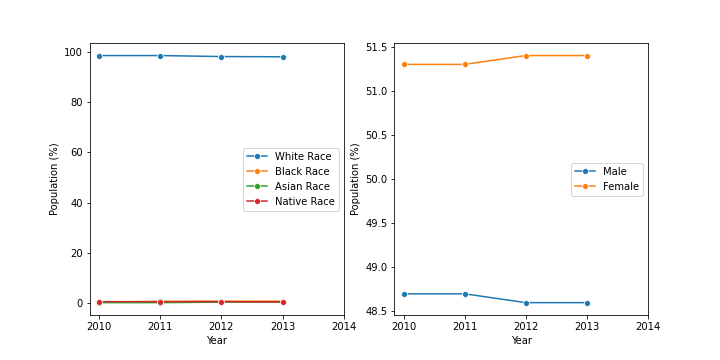 100
80
60
40
20
0
2010 2011 2012 2013 2014
Year
Population (%)
White Race
Black Race
Asian Race
Native Race
51.5
51.0
50.5
50.0
49.5
49.0
48.5
2010 2011 2012 2013 2014
Year
Population (%)
Male
Female